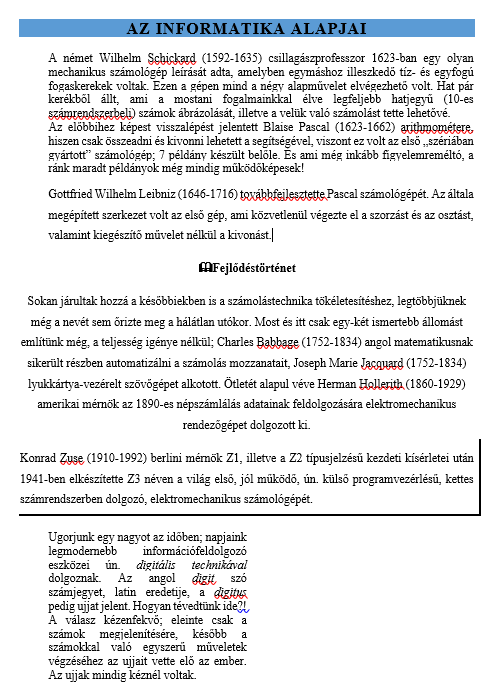 AZ INFORMATIKA ALAPJAI
A német Wilhelm Schickard (1592-1635) csillagászprofesszor 1623-ban egy olyan
mechanikus számológép leírását adta, amelyben egymáshoz illeszkedő tíz- és egyfogú
fogaskerekek voltak. Ezen a gépen mind a négy alapművelet elvégezhető volt. Hat pár
kerékből állt, ami a mostani fogalmainkkal élve legfeljebb hatjegyű (10-es
számrendszerbeli) számok ábrázolását, illetve a velük való számolást tette lehetővé.
Az előbbihez képest visszalépést jelentett Blaise Pascal (1623-1662) arithmométere,
hiszen csak összeadni és kivonni lehetett a segítségével, viszont ez volt az első „szériában
gyártott” számológép; 7 példány készült belőle. És ami még inkább figyelemreméltó, a
ránk maradt példányok még mindig működőképesek!
Gottfried Wilhelm Leibniz (1646-1716) továbbfejlesztette Pascal számológépét. Az általa
megépített szerkezet volt az első gép, ami közvetlenül végezte el a szorzást és az osztást,
valamint kiegészítő művelet nélkül a kivonást.
🕮Fejlődéstörténet
Sokan járultak hozzá a későbbiekben is a számolástechnika tökéletesítéshez, legtöbbjüknek
még a nevét sem őrizte meg a hálátlan utókor. Most és itt csak egy-két ismertebb állomást
említünk még, a teljesség igénye nélkül; Charles Babbage (1752-1834) angol matematikusnak
sikerült részben automatizálni a számolás mozzanatait, Joseph Marie Jacquard (1752-1834)
lyukkártya-vezérelt szövőgépet alkotott. Ötletét alapul véve Herman Hollerith (1860-1929)
amerikai mérnök az 1890-es népszámlálás adatainak feldolgozására elektromechanikus
rendezőgépet dolgozott ki.
Konrad Zuse (1910-1992) berlini mérnök Z1, illetve a Z2 típusjelzésű kezdeti kísérletei után
1941-ben elkészítette Z3 néven a világ első, jól működő, ún. külső programvezérlésű, kettes
számrendszerben dolgozó, elektromechanikus számológépét.
Ugorjunk egy nagyot az időben; napjaink
legmodernebb információfeldolgozó
eszközei ún. digitális technikával
dolgoznak. Az angol digit szó
számjegyet, latin eredetije, a digitus
pedig ujjat jelent. Hogyan tévedtünk ide?!
A válasz kézenfekvő; eleinte csak a
számok megjelenítésére, később a
számokkal való egyszerű műveletek
végzéséhez az ujjait vette elő az ember.
Az ujjak mindig kéznél voltak.